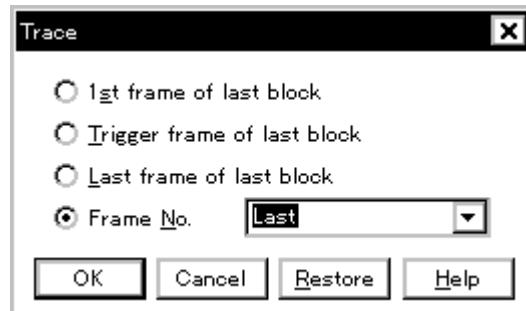 Trace
1st frame of last block
Trigger frame of last block
Last frame of last block
Frame No. Last
OK Cancel Restore Help